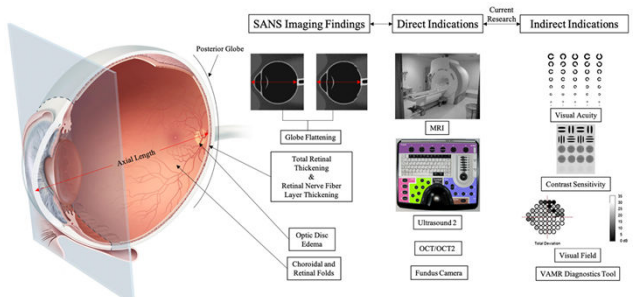 SANS Imaging Findings
Direct Indications
Current
Research
Indirect Indications
Posterior Globe
Axial Length
Globe Flattening
Total Retinal
Thickening
&
Retinal Nerve Fiber
Layer Thickening
Optic Disc
Edema
Choroidal and
Retinal Folds
MRI
Ultrasound 2
OCT/OCT2
Fundus Camera
Visual Acuity
Contrast Sensitivity
Total Deviation
Visual Field
VAMR Diagnostics Tool